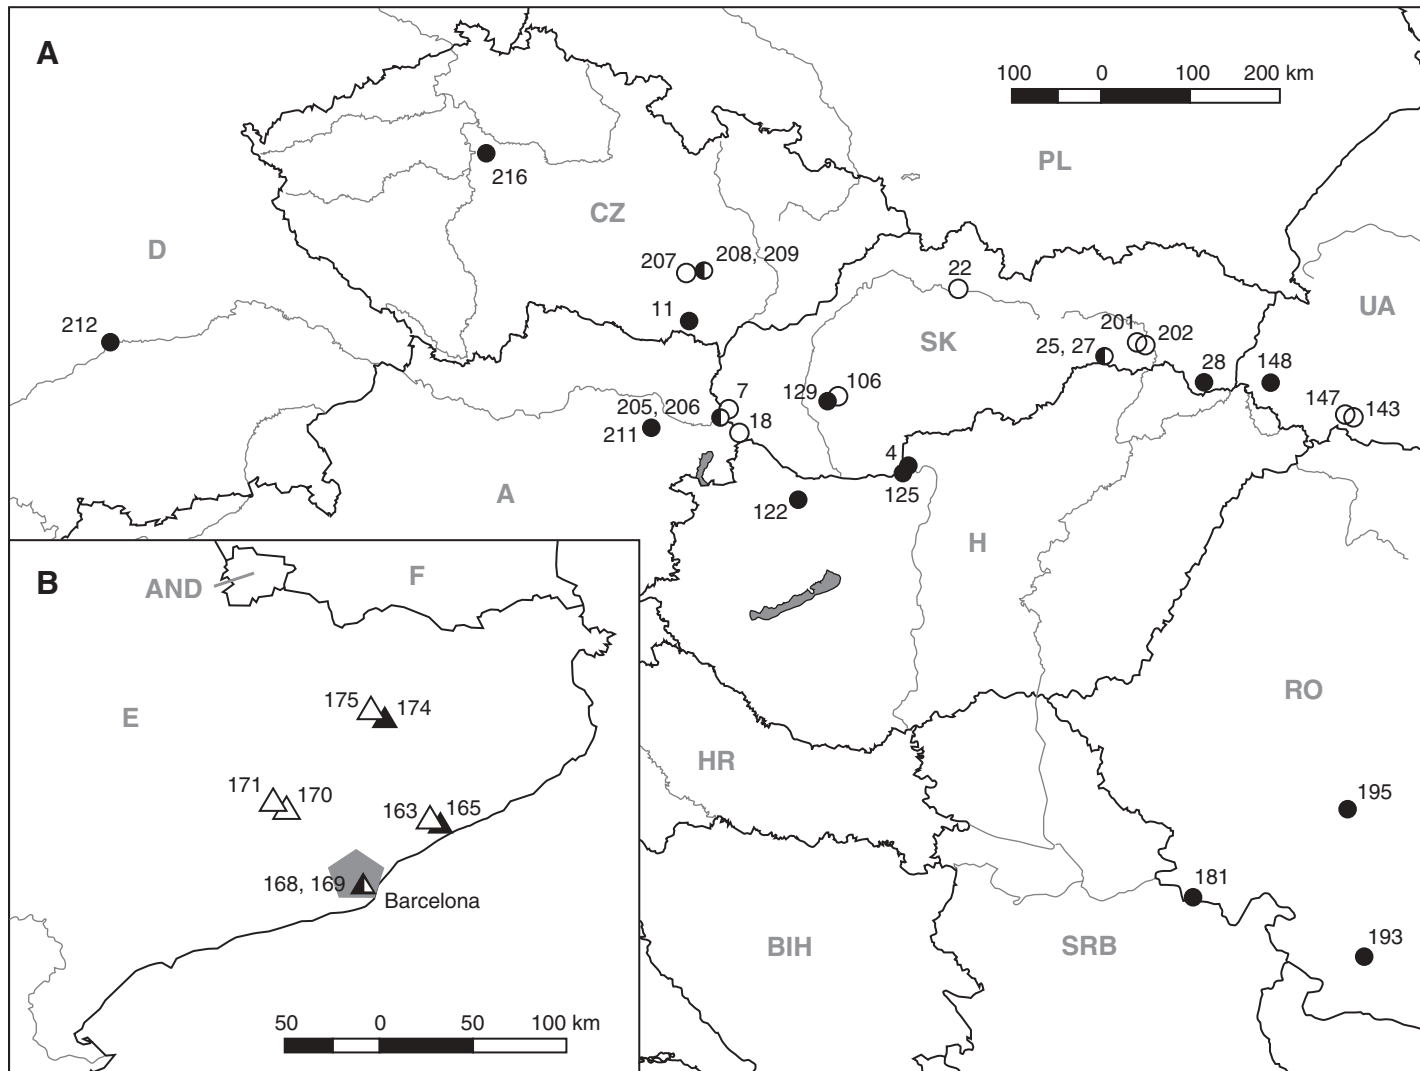 A
100 0 100 200 km
PL
216
CZ
D
207
208, 209
22
UA
212
11
SK
201
202
25, 27
28
148
129
106
7
205, 206
18
211
147
143
4
125
122
A
H
B
AND
F
RO
175
174
E
HR
171
170
163
165
195
168, 169
Barcelona
181
BIH
SRB
193
50 0 50 100 km